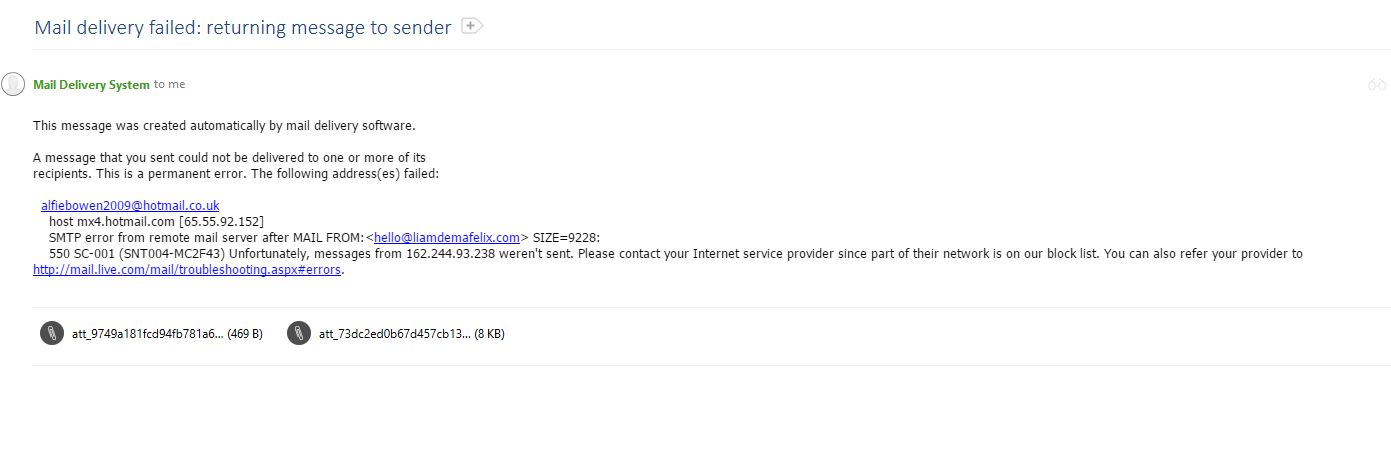 Mail delivery failed: returning message to sender
Mail Delivery System to me
This message was created automatically by mail delivery software.
A message that you sent could not be delivered to one or more of its
recipients. This is a permanent error. The following address(es) failed:
alfiebowen2009@hotmail.co.uk
host mx4.hotmail.com [65.55.92.152]
SMTP error from remote mail server after MAIL FROM:<hello@liamdemafelix.com> SIZE=9228:
550 SC-001 (SNT004-MC2F43) Unfortunately, messages from 162.244.93.238 weren't sent. Please contact your Internet service provider since part of their network is on our block list. You can also refer your provider to
http://mail.live.com/mail/troubleshooting.aspx#errors.
att_9749a181fcd94fb781a6... (469 B) att_73dc2ed0b67d457cb13... (8 KB)